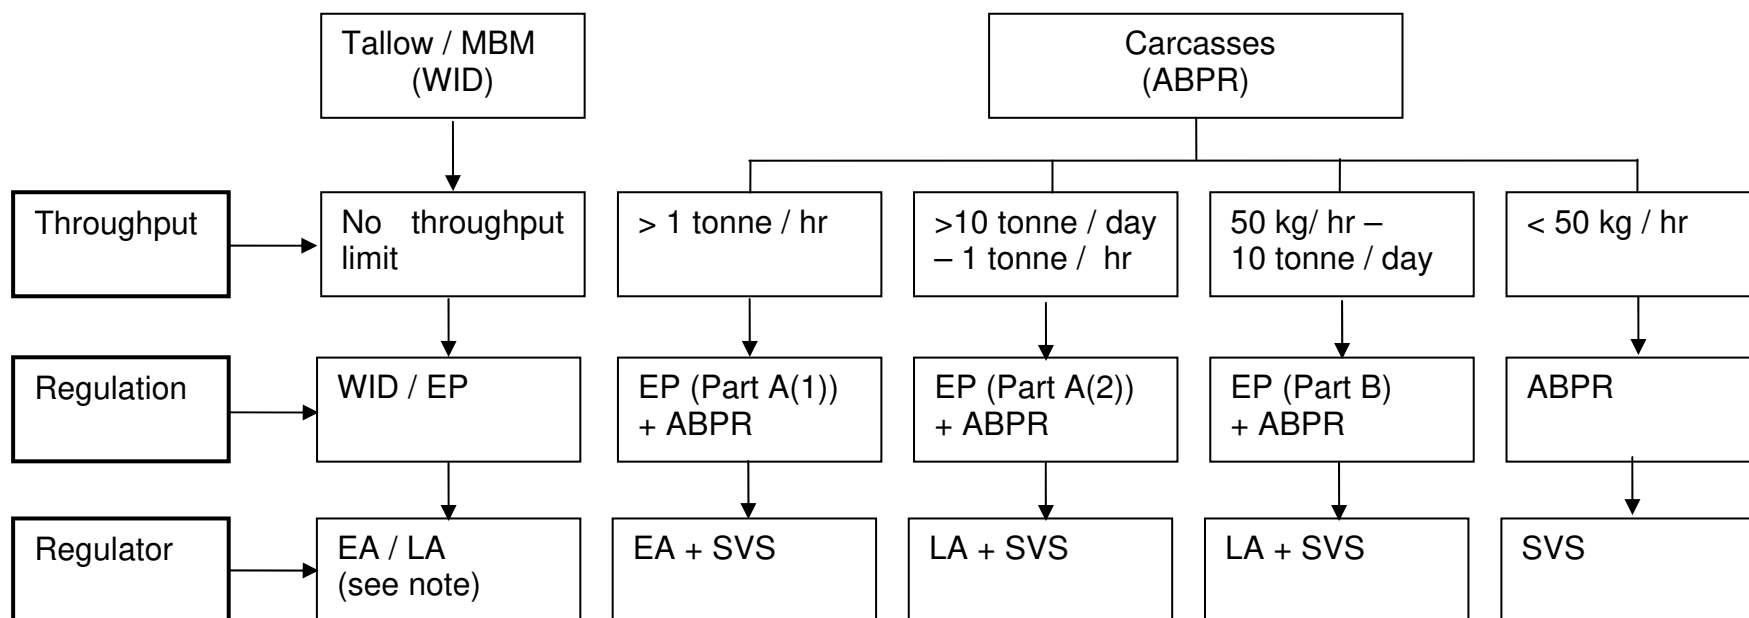 Tallow / MBM
(WID)
Carcasses
(ABPR)
Throughput
No throughput
limit
> 1 tonne / hr
>10 tonne / day
– 1 tonne / hr
50 kg/ hr –
10 tonne / day
< 50 kg / hr
Regulation
WID / EP
EP (Part A(1))
+ ABPR
EP (Part A(2))
+ ABPR
EP (Part B)
+ ABPR
ABPR
Regulator
EA / LA
(see note)
EA + SVS
LA + SVS
LA + SVS
SVS